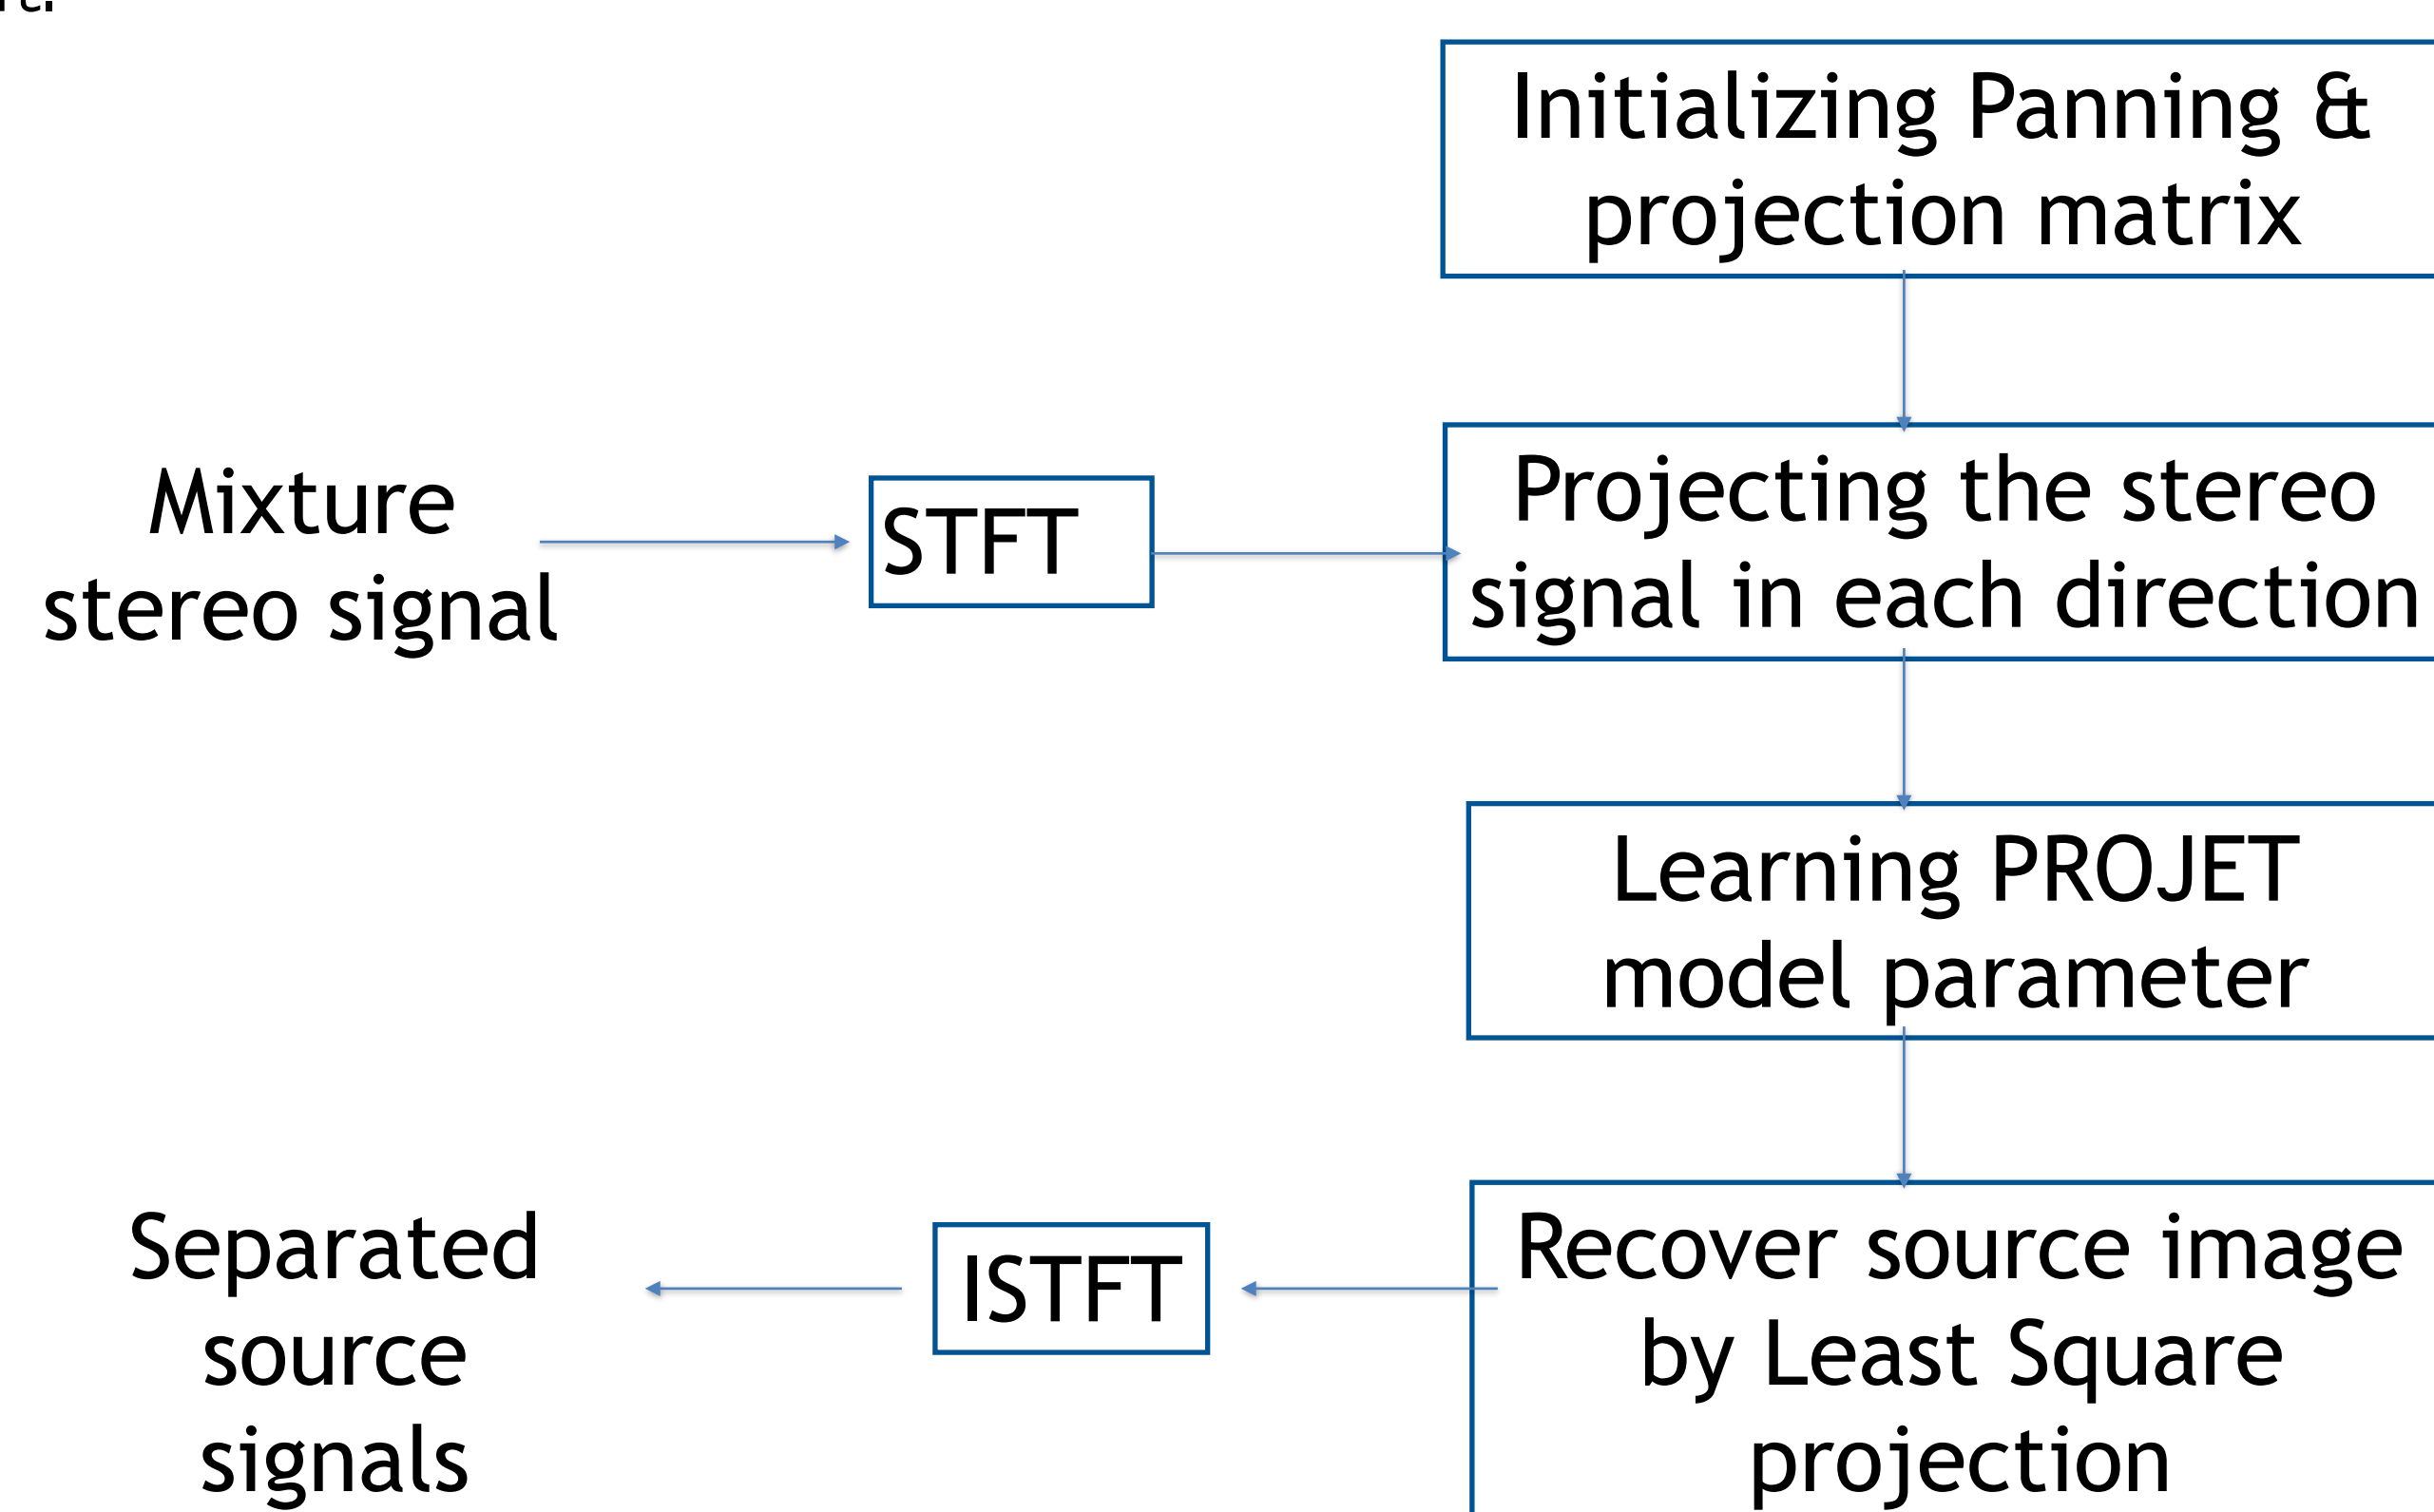 Initializing Panning &
projection matrix
Mixture
stereo signal
STFT
Projecting the stereo
signal in each direction
Learning PROJET
model parameter
Separated
source
signals
ISTFT
Recover source image
by Least Square
projection